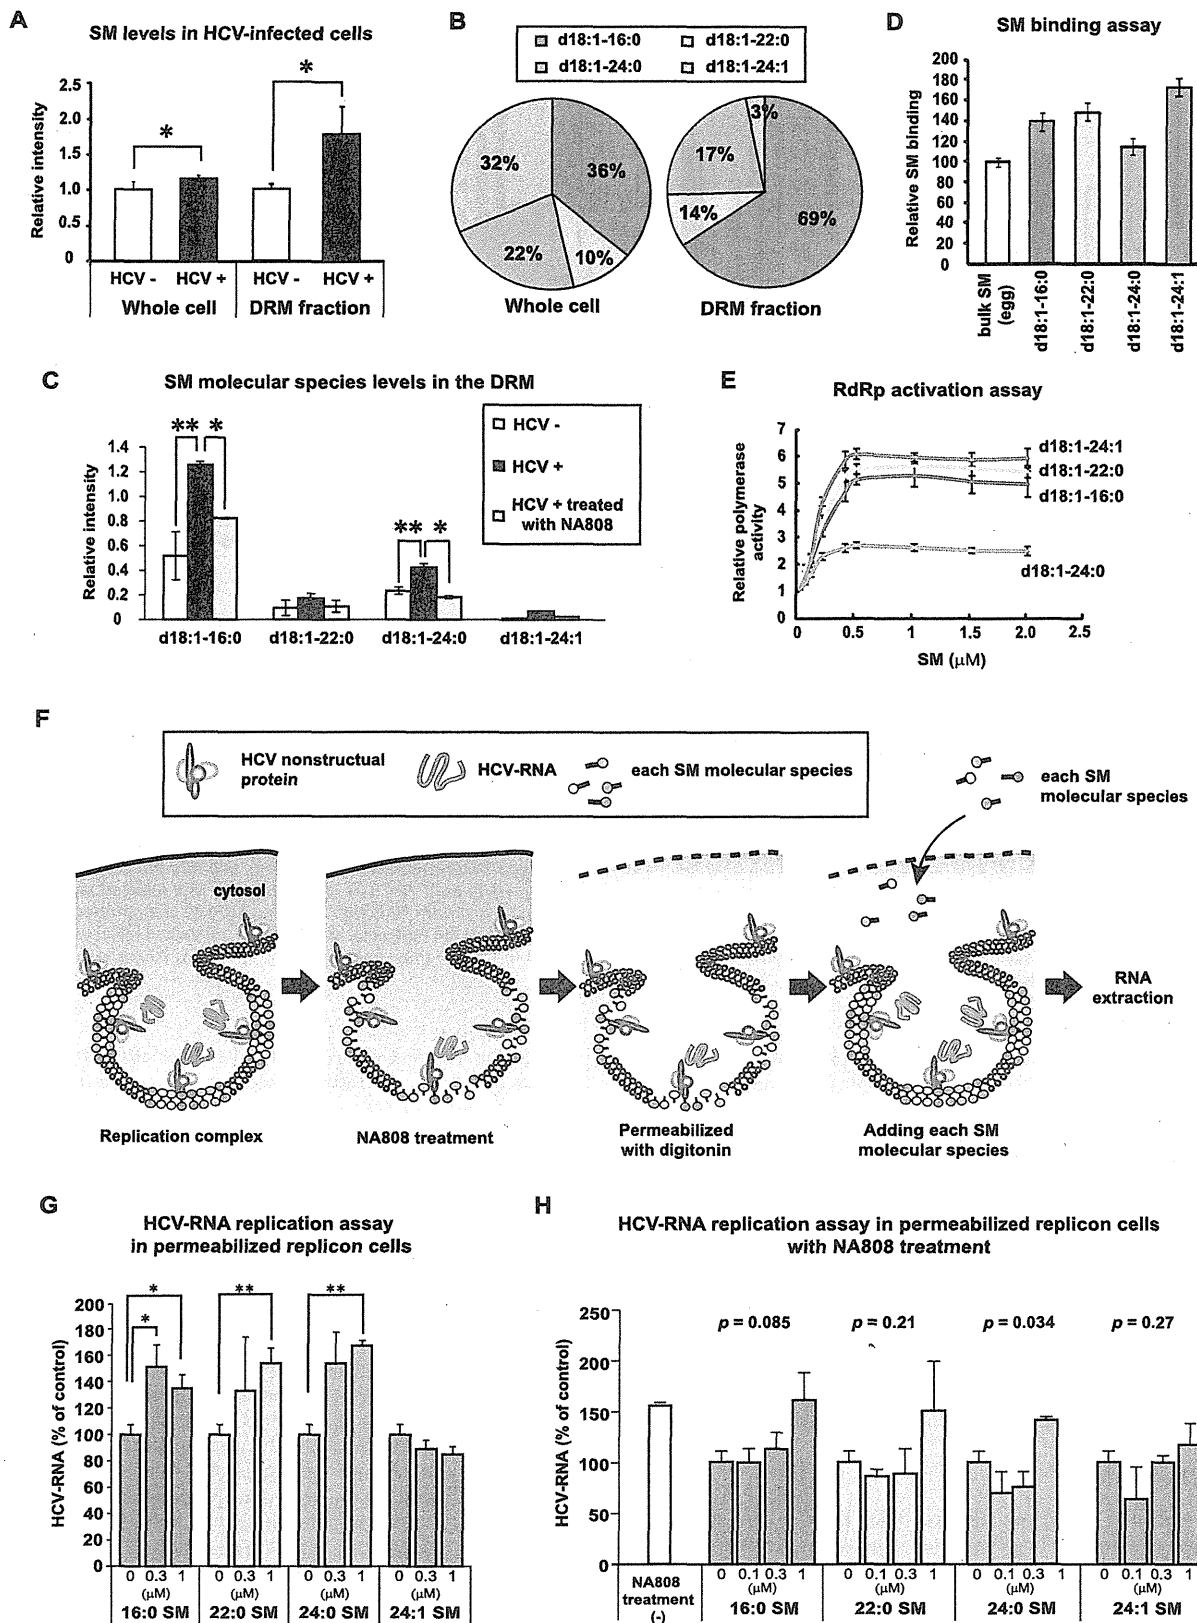 A
SM levels in HCV-infected cells
Relative intensity
2.5
2.0
1.5
1.0
0.5
0
*
*
HCV -
HCV +
HCV -
HCV +
Whole cell
DRM fraction
B
d18:1-16:0
d18:1-22:0
d18:1-24:0
d18:1-24:1
32%
36%
22%
10%
3%
17%
14%
69%
Whole cell
DRM fraction
D
SM binding assay
Relative SM binding
200
180
160
140
120
100
80
60
40
20
0
bulk SM
(egg)
d18:1-16:0
d18:1-22:0
d18:1-24:0
d18:1-24:1
C
SM molecular species levels in the DRM
Relative intensity
1.4
1.2
1.0
0.8
0.6
0.4
0.2
0
** *
** *
HCV -
HCV +
HCV + treated
with NA808
d18:1-16:0
d18:1-22:0
d18:1-24:0
d18:1-24:1
E
RdRp activation assay
Relative polymerase
activity
7
6
5
4
3
2
1
0
d18:1-24:1
d18:1-22:0
d18:1-16:0
d18:1-24:0
0
0.5
1
1.5
2.0
2.5
SM (μM)
F
HCV nonstructual
protein
HCV-RNA
each SM molecular species
each SM
molecular species
cytosol
RNA
extraction
Replication complex
NA808 treatment
Permeabilized
with digitonin
Adding each SM
molecular species
G
HCV-RNA replication assay
in permeabilized replicon cells
HCV-RNA (% of control)
200
180
160
140
120
100
80
60
40
20
0
*
*
**
**
0 0.3 1
0 0.3 1
0 0.3 1
0 0.3 1
(μM)
(μM)
(μM)
(μM)
16:0 SM
22:0 SM
24:0 SM
24:1 SM
H
HCV-RNA replication assay in permeabilized replicon cells
with NA808 treatment
HCV-RNA (% of control)
250
200
150
100
50
0
p = 0.085
p = 0.21
p = 0.034
p = 0.27
NA808
treatment
(-)
0 0.1 0.3 1
0 0.1 0.3 1
0 0.1 0.3 1
0 0.1 0.3 1
(μM)
(μM)
(μM)
(μM)
16:0 SM
22:0 SM
24:0 SM
24:1 SM